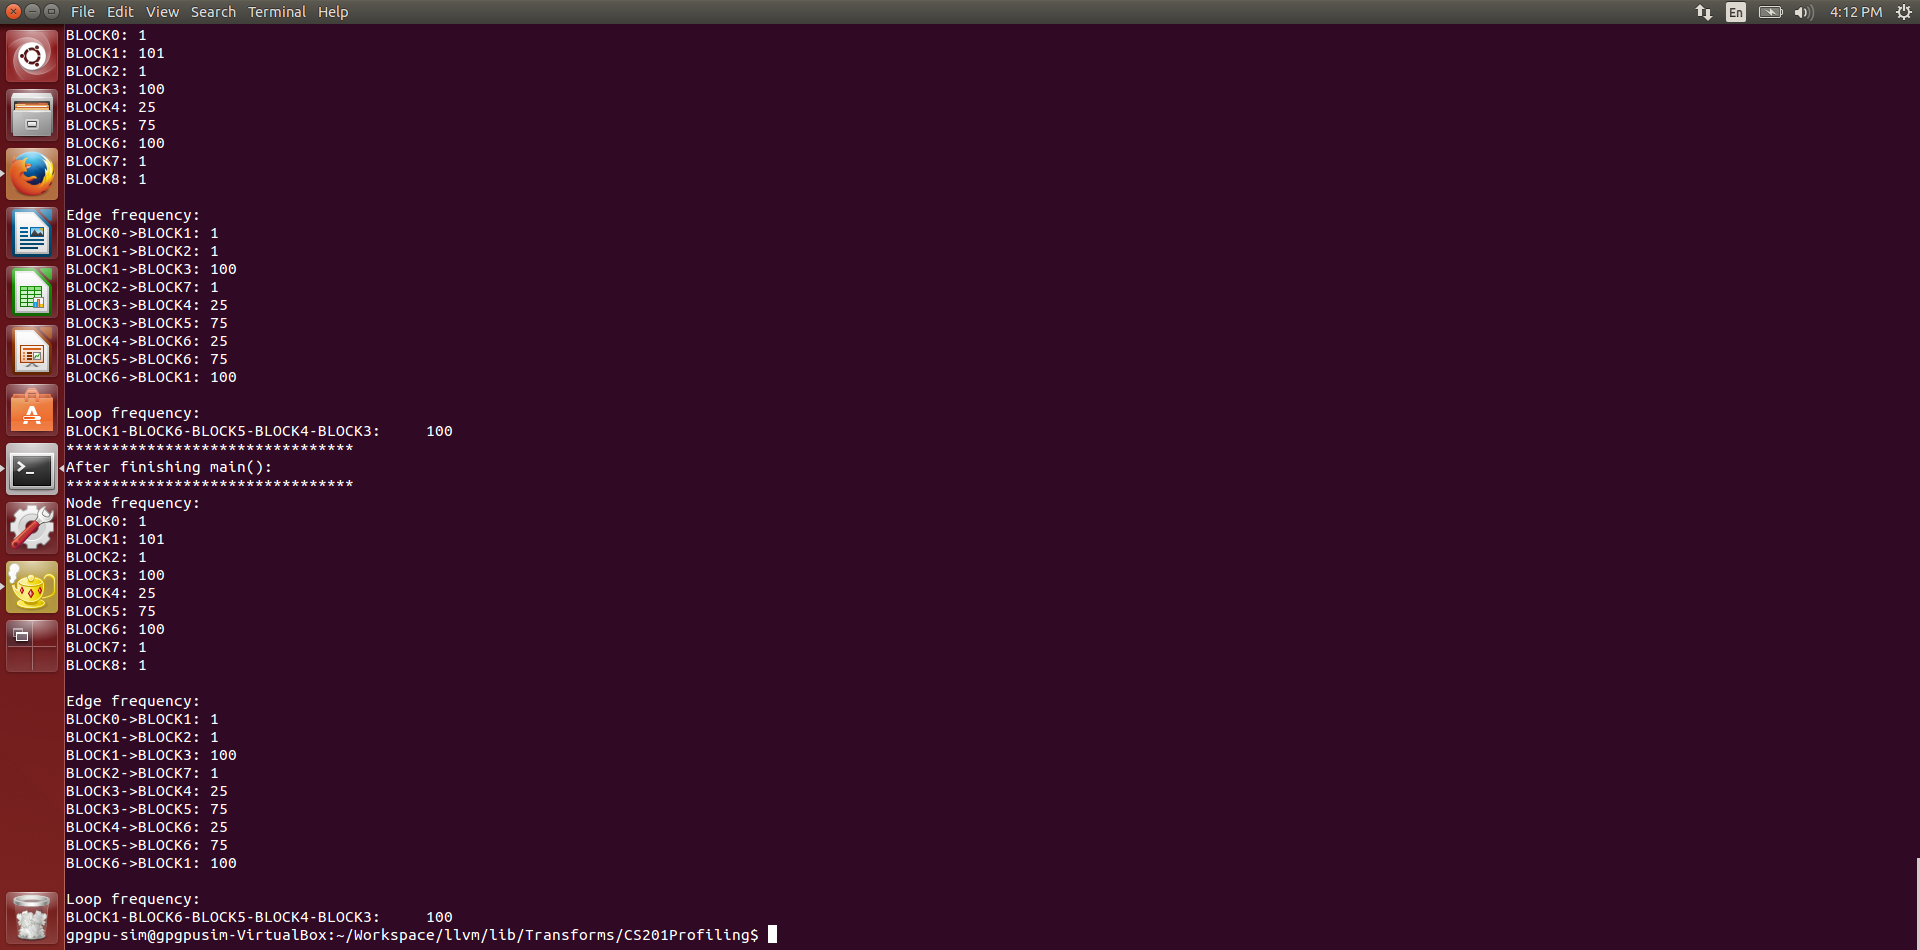 File Edit View Search Terminal Help
En 4:12 PM
BLOCK0: 1
BLOCK1: 101
BLOCK2: 1
BLOCK3: 100
BLOCK4: 25
BLOCK5: 75
BLOCK6: 100
BLOCK7: 1
BLOCK8: 1
Edge frequency:
BLOCK0->BLOCK1: 1
BLOCK1->BLOCK2: 1
BLOCK1->BLOCK3: 100
BLOCK2->BLOCK7: 1
BLOCK3->BLOCK4: 25
BLOCK3->BLOCK5: 75
BLOCK4->BLOCK6: 25
BLOCK5->BLOCK6: 75
BLOCK6->BLOCK1: 100
Loop frequency:
BLOCK1-BLOCK6-BLOCK5-BLOCK4-BLOCK3:     100
********************************
After finishing main():
********************************
Node frequency:
BLOCK0: 1
BLOCK1: 101
BLOCK2: 1
BLOCK3: 100
BLOCK4: 25
BLOCK5: 75
BLOCK6: 100
BLOCK7: 1
BLOCK8: 1
Edge frequency:
BLOCK0->BLOCK1: 1
BLOCK1->BLOCK2: 1
BLOCK1->BLOCK3: 100
BLOCK2->BLOCK7: 1
BLOCK3->BLOCK4: 25
BLOCK3->BLOCK5: 75
BLOCK4->BLOCK6: 25
BLOCK5->BLOCK6: 75
BLOCK6->BLOCK1: 100
Loop frequency:
BLOCK1-BLOCK6-BLOCK5-BLOCK4-BLOCK3:     100
gpgpu-sim@gpgpusim-VirtualBox:~/Workspace/llvm/lib/Transforms/CS201Profiling$